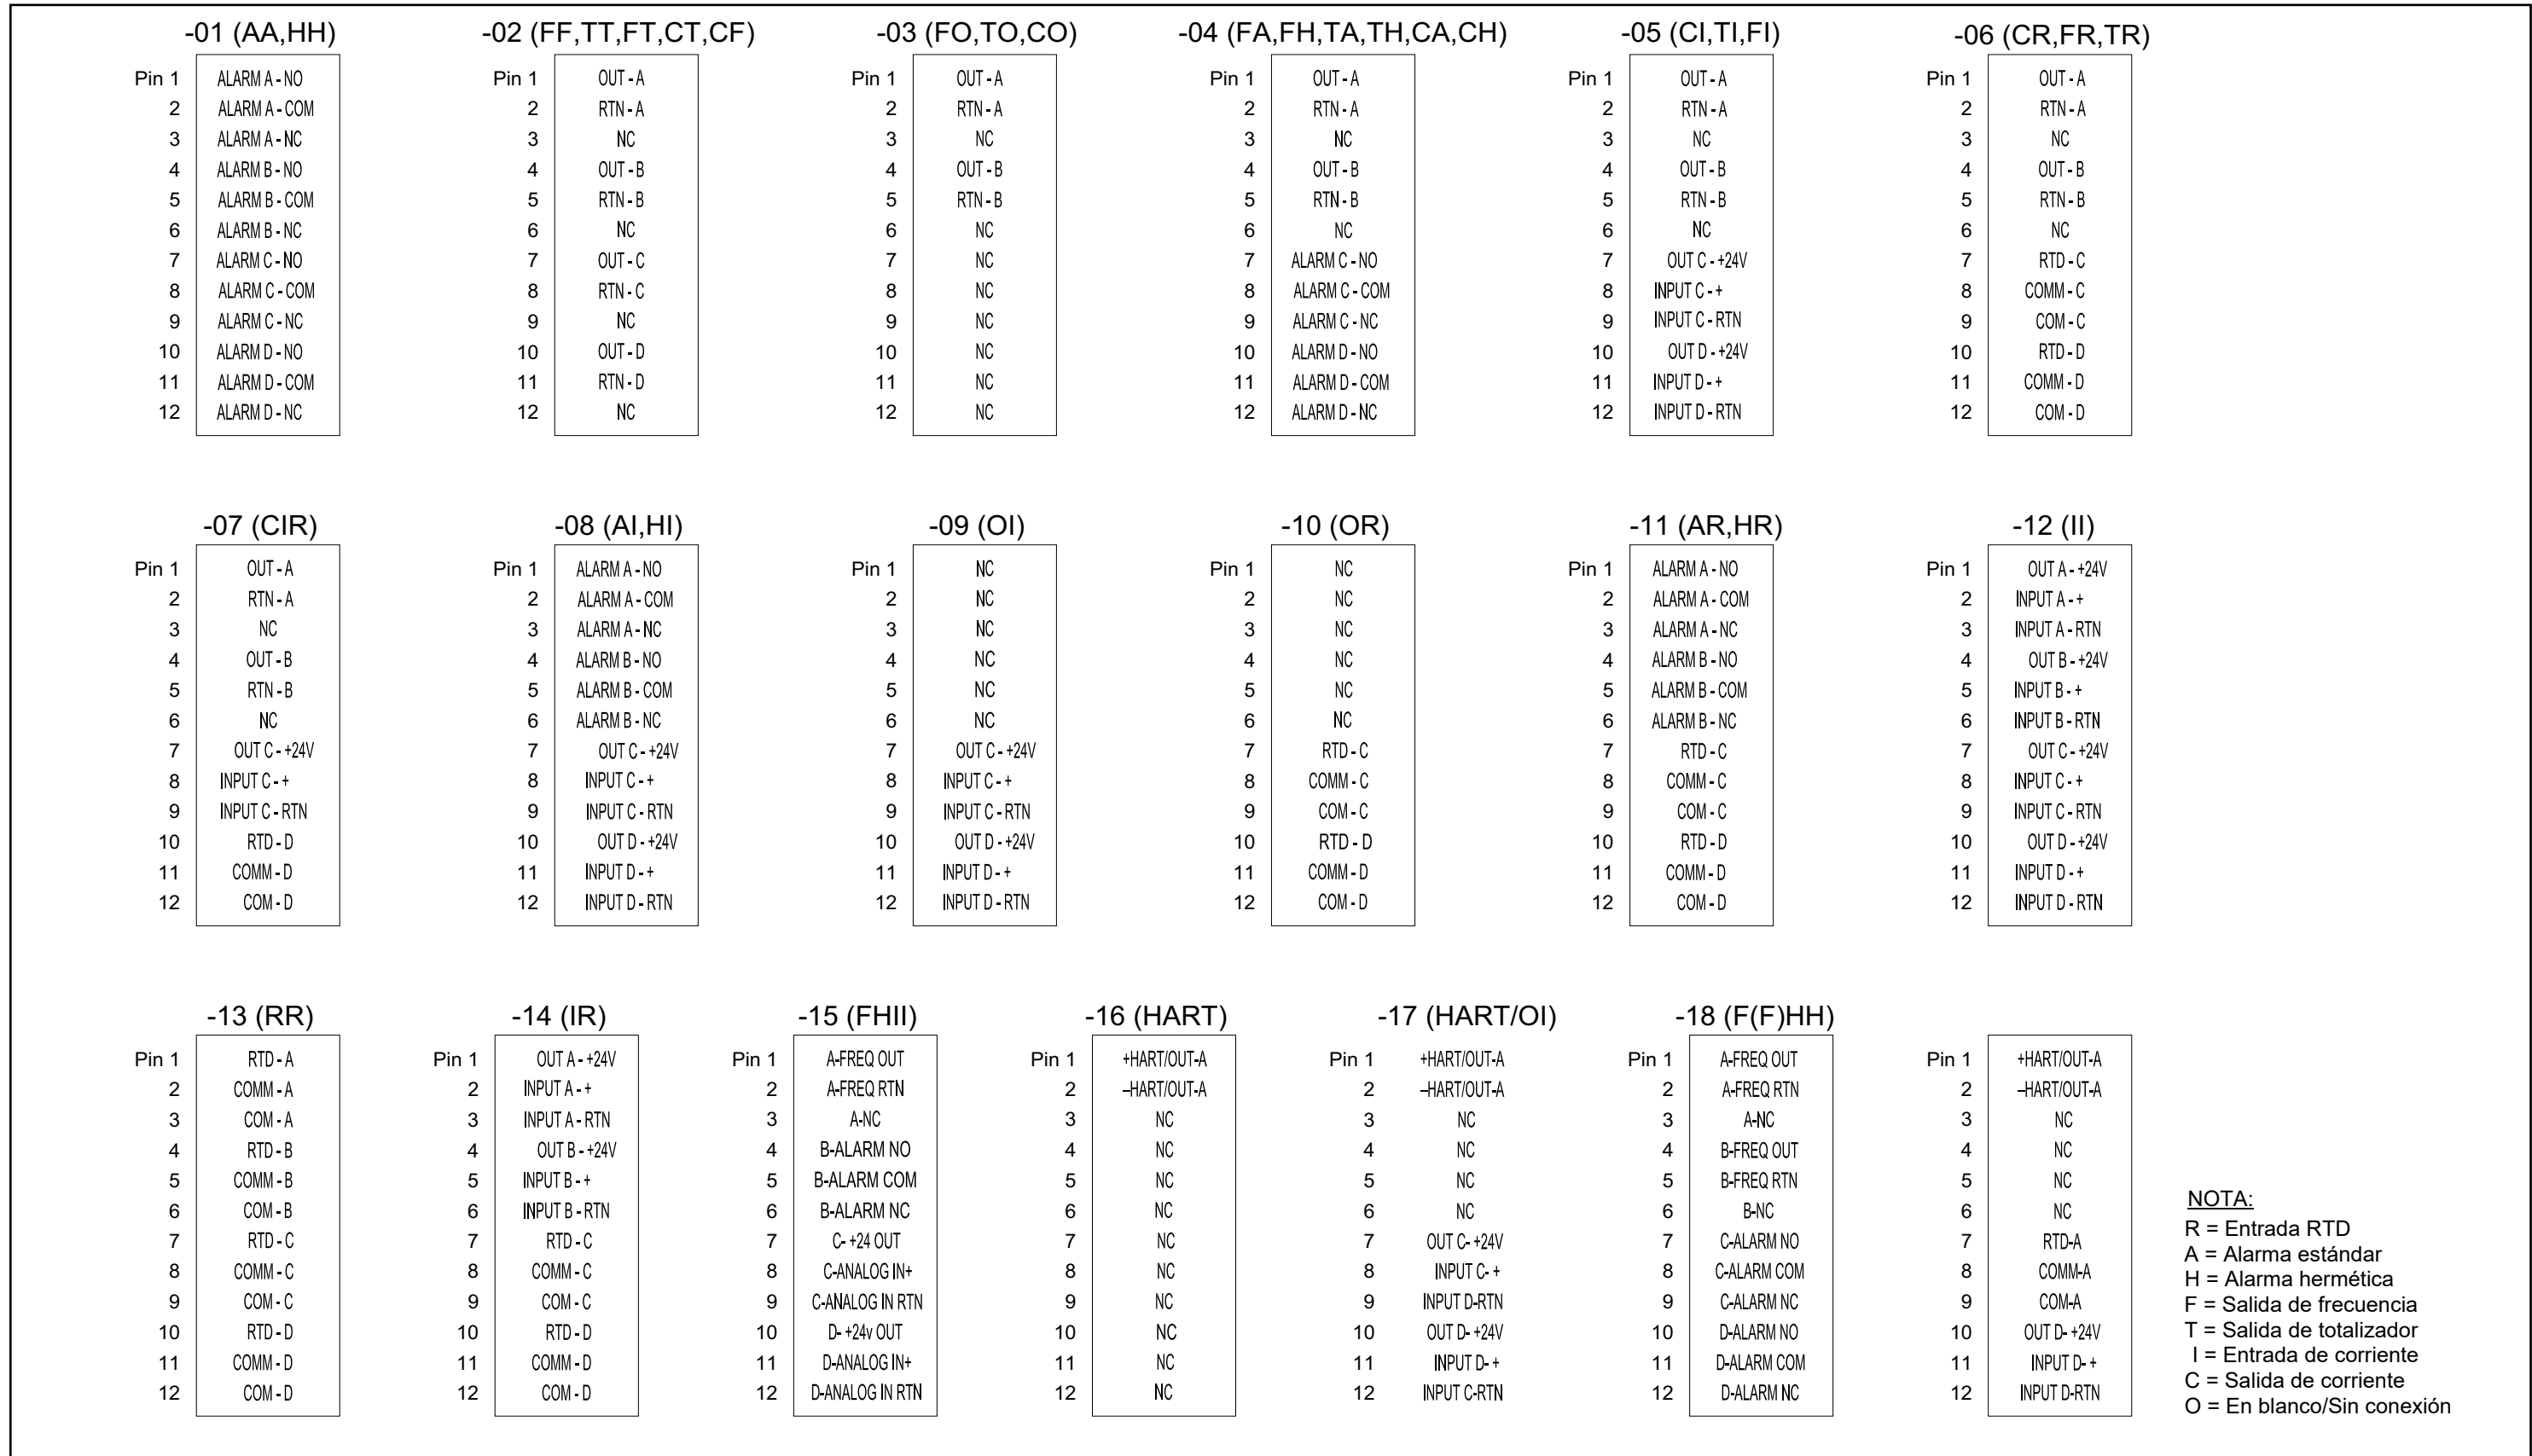 -01 (AA,HH)
Pin 1 ALARM A - NO
2 ALARM A - COM
3 ALARM A - NC
4 ALARM B - NO
5 ALARM B - COM
6 ALARM B - NC
7 ALARM C - NO
8 ALARM C - COM
9 ALARM C - NC
10 ALARM D - NO
11 ALARM D - COM
12 ALARM D - NC
-02 (FF,TT,FT,CT,CF)
Pin 1 OUT - A
2 RTN - A
3 NC
4 OUT - B
5 RTN - B
6 NC
7 OUT - C
8 RTN - C
9 NC
10 OUT - D
11 RTN - D
12 NC
-03 (FO,TO,CO)
Pin 1 OUT - A
2 RTN - A
3 NC
4 OUT - B
5 RTN - B
6 NC
7 NC
8 NC
9 NC
10 NC
11 NC
12 NC
-04 (FA,FH,TA,TH,CA,CH)
Pin 1 OUT - A
2 RTN - A
3 NC
4 OUT - B
5 RTN - B
6 NC
7 ALARM C - NO
8 ALARM C - COM
9 ALARM C - NC
10 ALARM D - NO
11 ALARM D - COM
12 ALARM D - NC
-05 (CI,TI,FI)
Pin 1 OUT - A
2 RTN - A
3 NC
4 OUT - B
5 RTN - B
6 NC
7 OUT C - +24V
8 INPUT C - +
9 INPUT C - RTN
10 OUT D - +24V
11 INPUT D - +
12 INPUT D - RTN
-06 (CR,FR,TR)
Pin 1 OUT - A
2 RTN - A
3 NC
4 OUT - B
5 RTN - B
6 NC
7 RTD - C
8 COMM - C
9 COM - C
10 RTD - D
11 COMM - D
12 COM - D
-07 (CIR)
Pin 1 OUT - A
2 RTN - A
3 NC
4 OUT - B
5 RTN - B
6 NC
7 OUT C - +24V
8 INPUT C - +
9 INPUT C - RTN
10 RTD - D
11 COMM - D
12 COM - D
-08 (AI,HI)
Pin 1 ALARM A - NO
2 ALARM A - COM
3 ALARM A - NC
4 ALARM B - NO
5 ALARM B - COM
6 ALARM B - NC
7 OUT C - +24V
8 INPUT C - +
9 INPUT C - RTN
10 OUT D - +24V
11 INPUT D - +
12 INPUT D - RTN
-09 (OI)
Pin 1 NC
2 NC
3 NC
4 NC
5 NC
6 NC
7 OUT C - +24V
8 INPUT C - +
9 INPUT C - RTN
10 OUT D - +24V
11 INPUT D - +
12 INPUT D - RTN
-10 (OR)
Pin 1 NC
2 NC
3 NC
4 NC
5 NC
6 NC
7 RTD - C
8 COMM - C
9 COM - C
10 RTD - D
11 COMM - D
12 COM - D
-11 (AR,HR)
Pin 1 ALARM A - NO
2 ALARM A - COM
3 ALARM A - NC
4 ALARM B - NO
5 ALARM B - COM
6 ALARM B - NC
7 RTD - C
8 COMM - C
9 COM - C
10 RTD - D
11 COMM - D
12 COM - D
-12 (II)
Pin 1 OUT A - +24V
2 INPUT A - +
3 INPUT A - RTN
4 OUT B - +24V
5 INPUT B - +
6 INPUT B - RTN
7 OUT C - +24V
8 INPUT C - +
9 INPUT C - RTN
10 OUT D - +24V
11 INPUT D - +
12 INPUT D - RTN
-13 (RR)
Pin 1 RTD - A
2 COMM - A
3 COM - A
4 RTD - B
5 COMM - B
6 COM - B
7 RTD - C
8 COMM - C
9 COM - C
10 RTD - D
11 COMM - D
12 COM - D
-14 (IR)
Pin 1 OUT A - +24V
2 INPUT A - +
3 INPUT A - RTN
4 OUT B - +24V
5 INPUT B - +
6 INPUT B - RTN
7 RTD - C
8 COMM - C
9 COM - C
10 RTD - D
11 COMM - D
12 COM - D
-15 (FHII)
Pin 1 A-FREQ OUT
2 A-FREQ RTN
3 A-NC
4 B-ALARM NO
5 B-ALARM COM
6 B-ALARM NC
7 C- +24 OUT
8 C-ANALOG IN+
9 C-ANALOG IN RTN
10 D- +24v OUT
11 D-ANALOG IN+
12 D-ANALOG IN RTN
-16 (HART)
Pin 1 +HART/OUT-A
2 –HART/OUT-A
3 NC
4 NC
5 NC
6 NC
7 NC
8 NC
9 NC
10 NC
11 NC
12 NC
-17 (HART/OI)
Pin 1 +HART/OUT-A
2 –HART/OUT-A
3 NC
4 NC
5 NC
6 NC
7 OUT C- +24V
8 INPUT C- +
9 INPUT D-RTN
10 OUT D- +24V
11 INPUT D- +
12 INPUT C-RTN
-18 (F(F)HH)
Pin 1 A-FREQ OUT
2 A-FREQ RTN
3 A-NC
4 B-FREQ OUT
5 B-FREQ RTN
6 B-NC
7 C-ALARM NO
8 C-ALARM COM
9 C-ALARM NC
10 D-ALARM NO
11 D-ALARM COM
12 D-ALARM NC
Pin 1 +HART/OUT-A
2 –HART/OUT-A
3 NC
4 NC
5 NC
6 NC
7 RTD-A
8 COMM-A
9 COM-A
10 OUT D- +24V
11 INPUT D- +
12 INPUT D-RTN
NOTA:
R = Entrada RTD
A = Alarma estándar
H = Alarma hermética
F = Salida de frecuencia
T = Salida de totalizador
I = Entrada de corriente
C = Salida de corriente
O = En blanco/Sin conexión